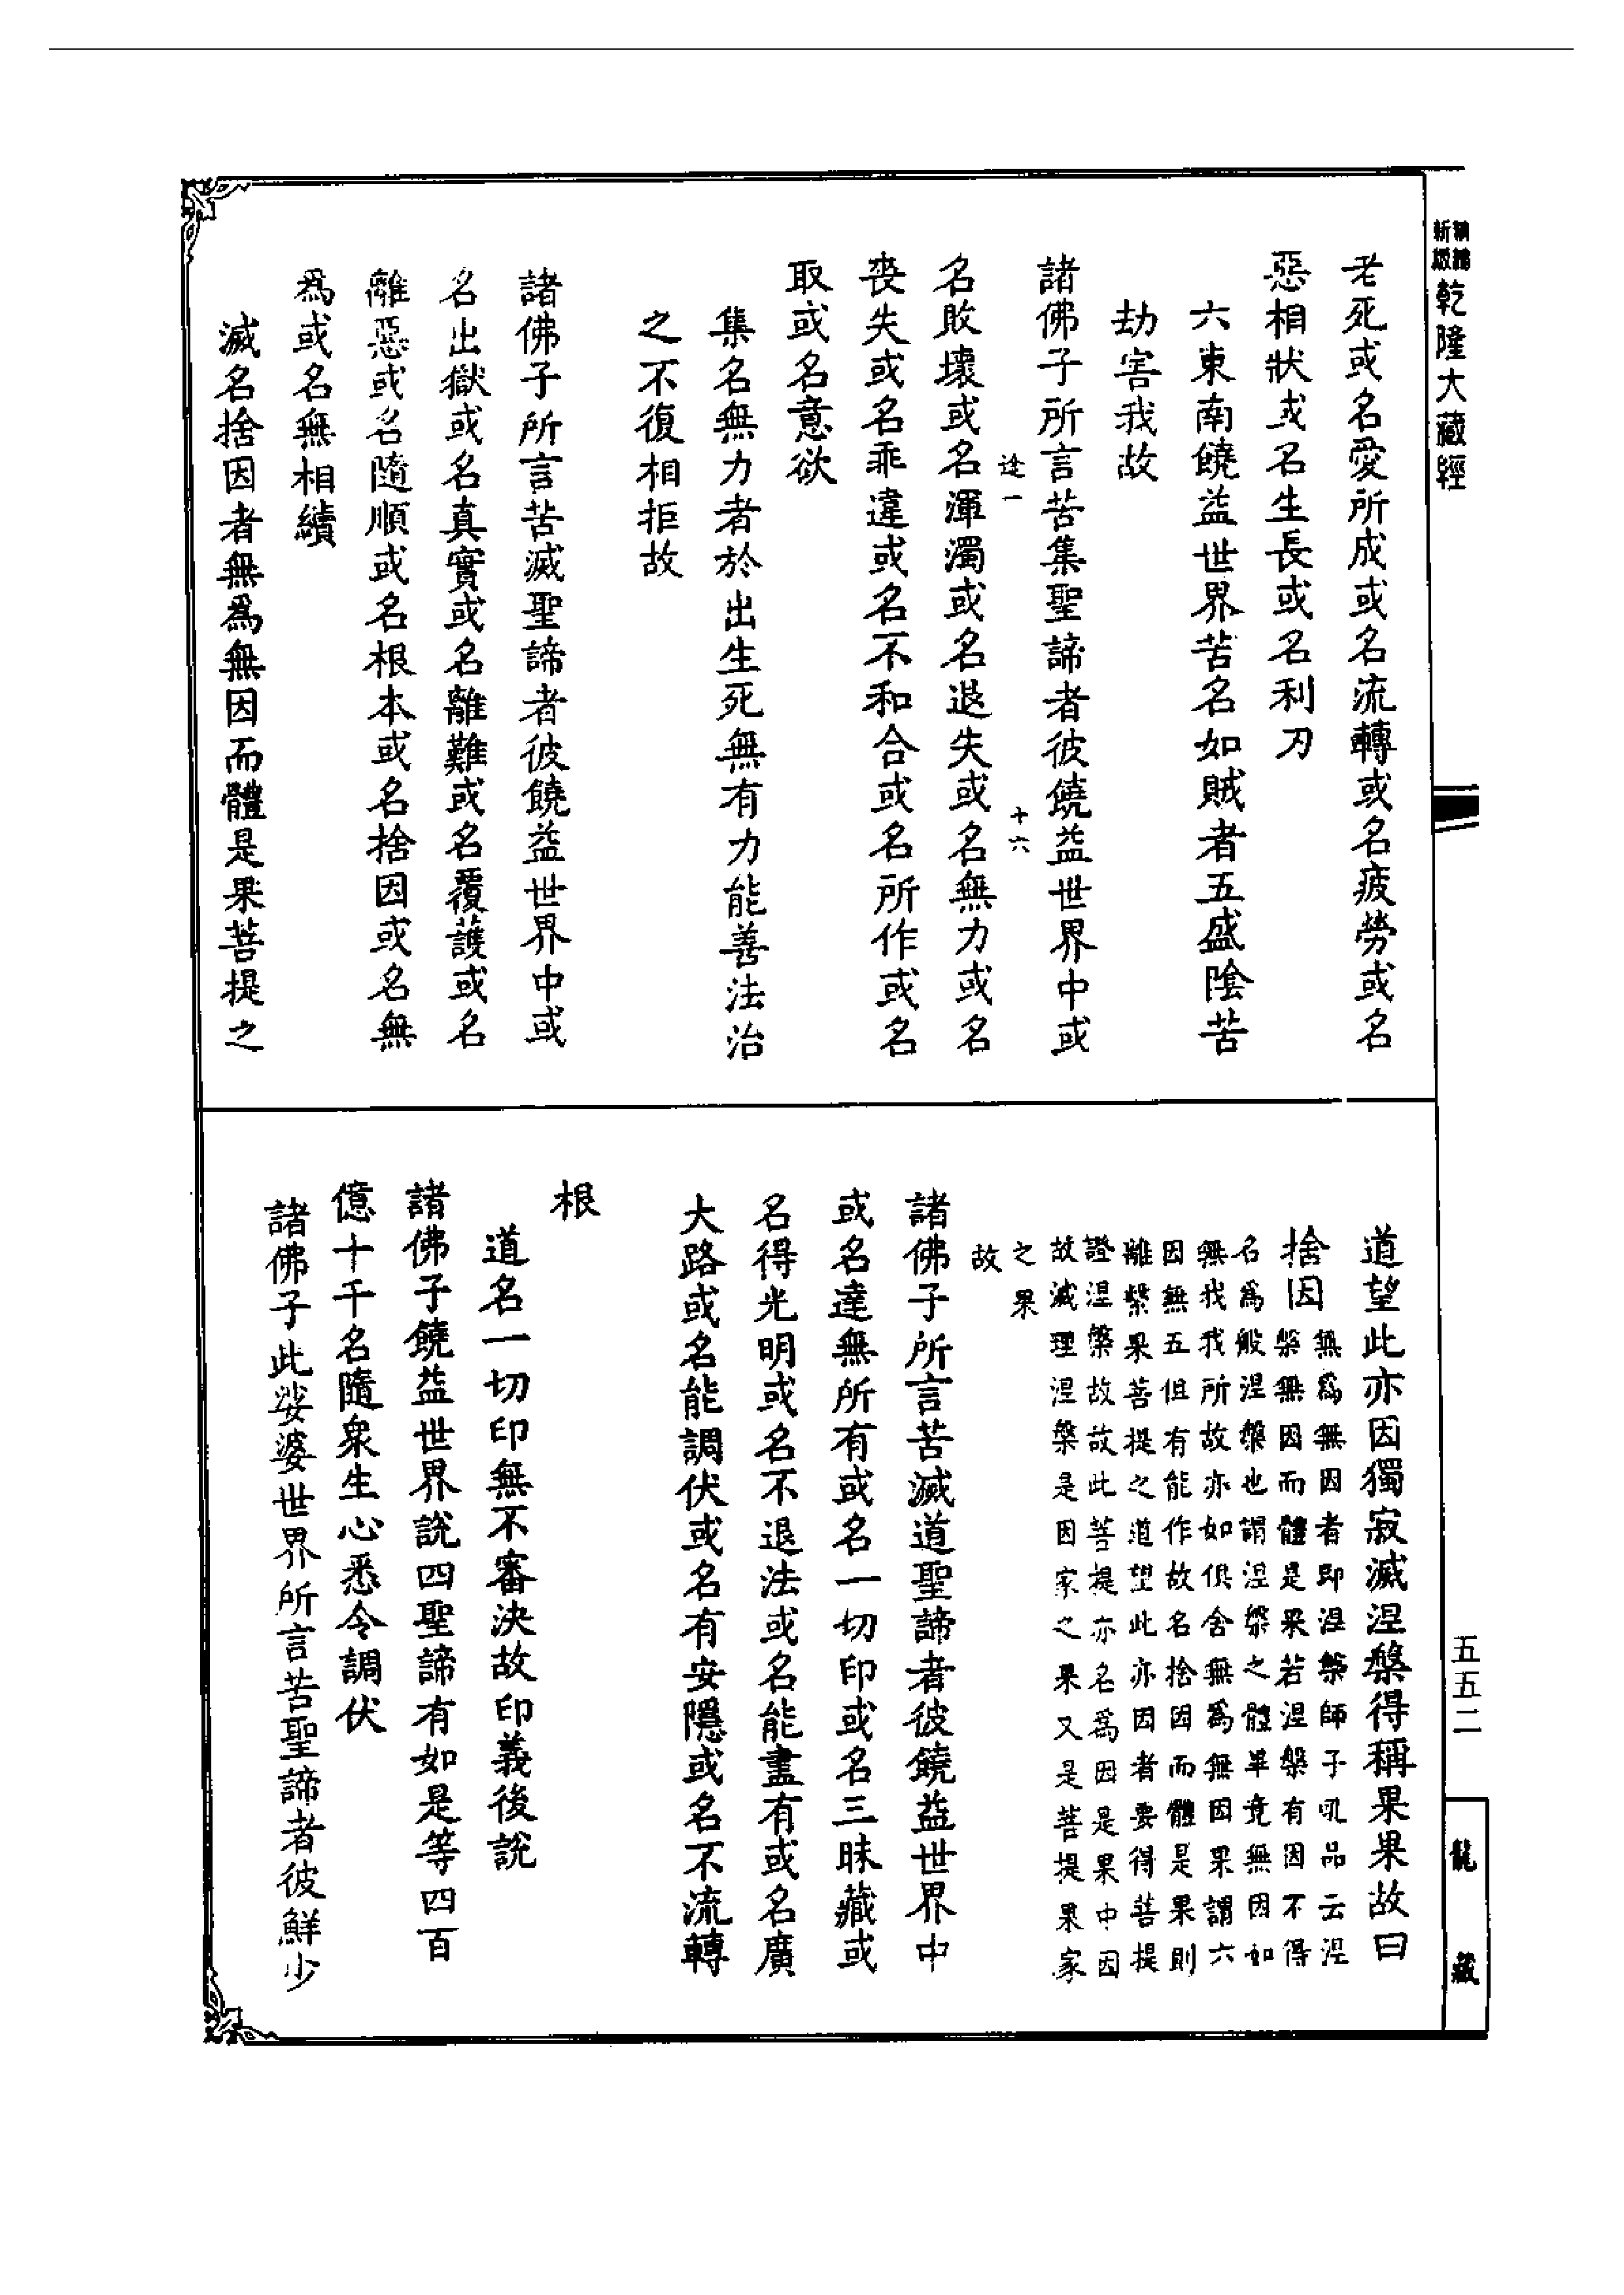 新版
精編
乾隆大藏經
老死或名愛所成或名流轉或名疲勞或名
惡相狀或名生長或名利刃
六東南饒益世界苦名如賊者五盛陰苦
劫害我故
諸佛子所言苦集聖諦者彼饒益世界中或
途一
十六
名敗壞或名渾濁或名退失或名無力或名
喪失或名乖違或名不和合或名所作或名
取或名意欲
集名無力者於出生死無有力能善法治
之不復相拒故
諸佛子所言苦滅聖諦者彼饒益世界中或
名出獄或名真實或名離難或名覆護或名
離惡或名隨順或名根本或名捨因或名無
為或名無相續
滅名捨因者無為無因而體是果菩提之
道望此亦因獨寂滅涅槃得稱果果故曰
捨因
無為無因者即涅槃師子吼品云涅
槃無因而體是果若涅槃有因不得
名為般涅槃也謂涅槃之體畢竟無因如
無我我所故亦如俱舍無為無因果謂六
因無五但有能作故名捨因而體是果則
離繫果菩提之道望此亦因者要得菩提
證涅槃故故此菩提亦名為因是果中因
故滅理涅槃是因家之果又是菩提果家
之果
故
諸佛子所言苦滅道聖諦者彼饒益世界中
或名達無所有或名一切印或名三昧藏或
名得光明或名不退法或名能盡有或名廣
大路或名能調伏或名有安隱或名不流轉
根
道名一切印無不審決故印義後說
諸佛子饒益世界說四聖諦有如是等四百
億十千名隨眾生心悉令調伏
諸佛子此娑婆世界所言苦聖諦者彼鮮少
五五二
龍藏